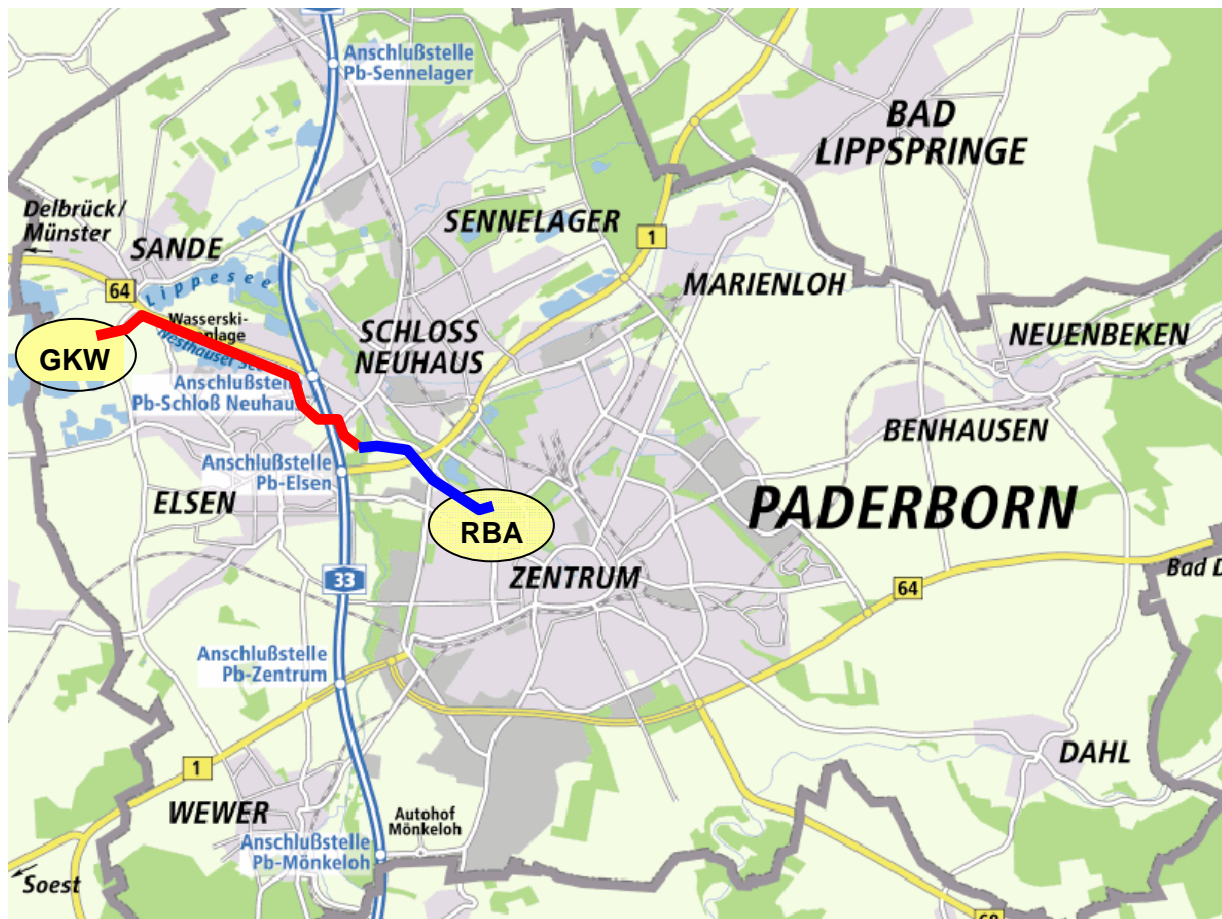 Anschlußstelle
Pb-Sennelager
BAD
LIPPSPRINGE
Delbrück/
Münster
SANDE
SENNELAGER
1
MARIENLOH
Lippesee
64
Wasserski-
GKW
SCHLOSS
NEUHAUS
NEUENBEKEN
Pb-Schloß Neuhaus
BENHAUSEN
Anschlußstelle
Pb-Elsen
ELSEN
PADERBORN
RBA
ZENTRUM
33
64
Bad D
Anschlußstelle
Pb-Zentrum
1
DAHL
WEWER
Autohof
Mönkeloh
Anschlußstelle
Pb-Mönkeloh
Soest